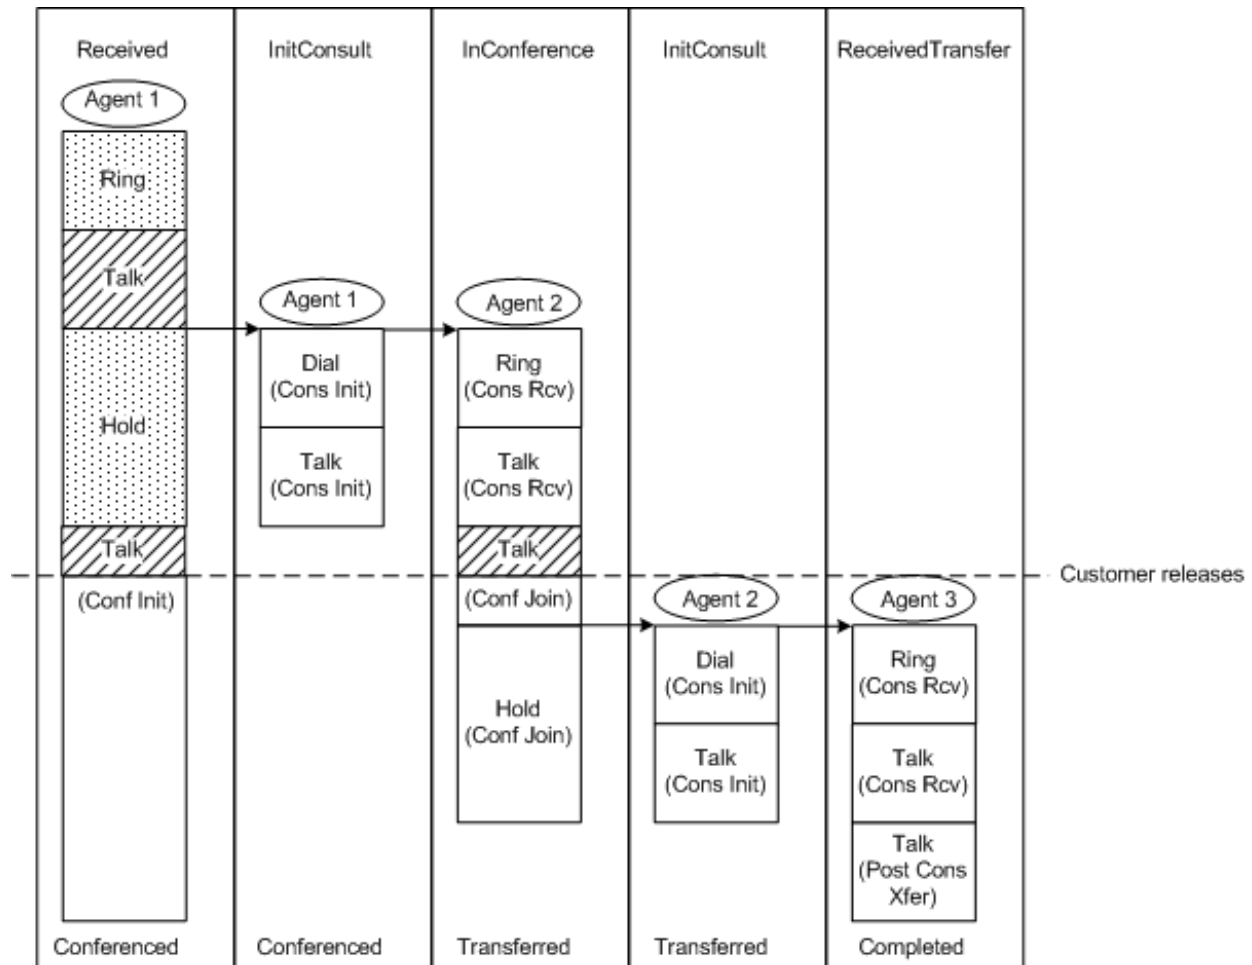 Received
InitConsult
InConference
InitConsult
ReceivedTransfer
Agent 1
Ring
Talk
Hold
Talk
(Conf Init)
Agent 1
Dial
(Cons Init)
Talk
(Cons Init)
Agent 2
Ring
(Cons Rcv)
Talk
(Cons Rcv)
Talk
(Conf Join)
Hold
(Conf Join)
Agent 2
Dial
(Cons Init)
Talk
(Cons Init)
Agent 3
Ring
(Cons Rcv)
Talk
(Cons Rcv)
Talk
(Post Cons
Xfer)
Customer releases
Conferenced
Conferenced
Transferred
Transferred
Completed